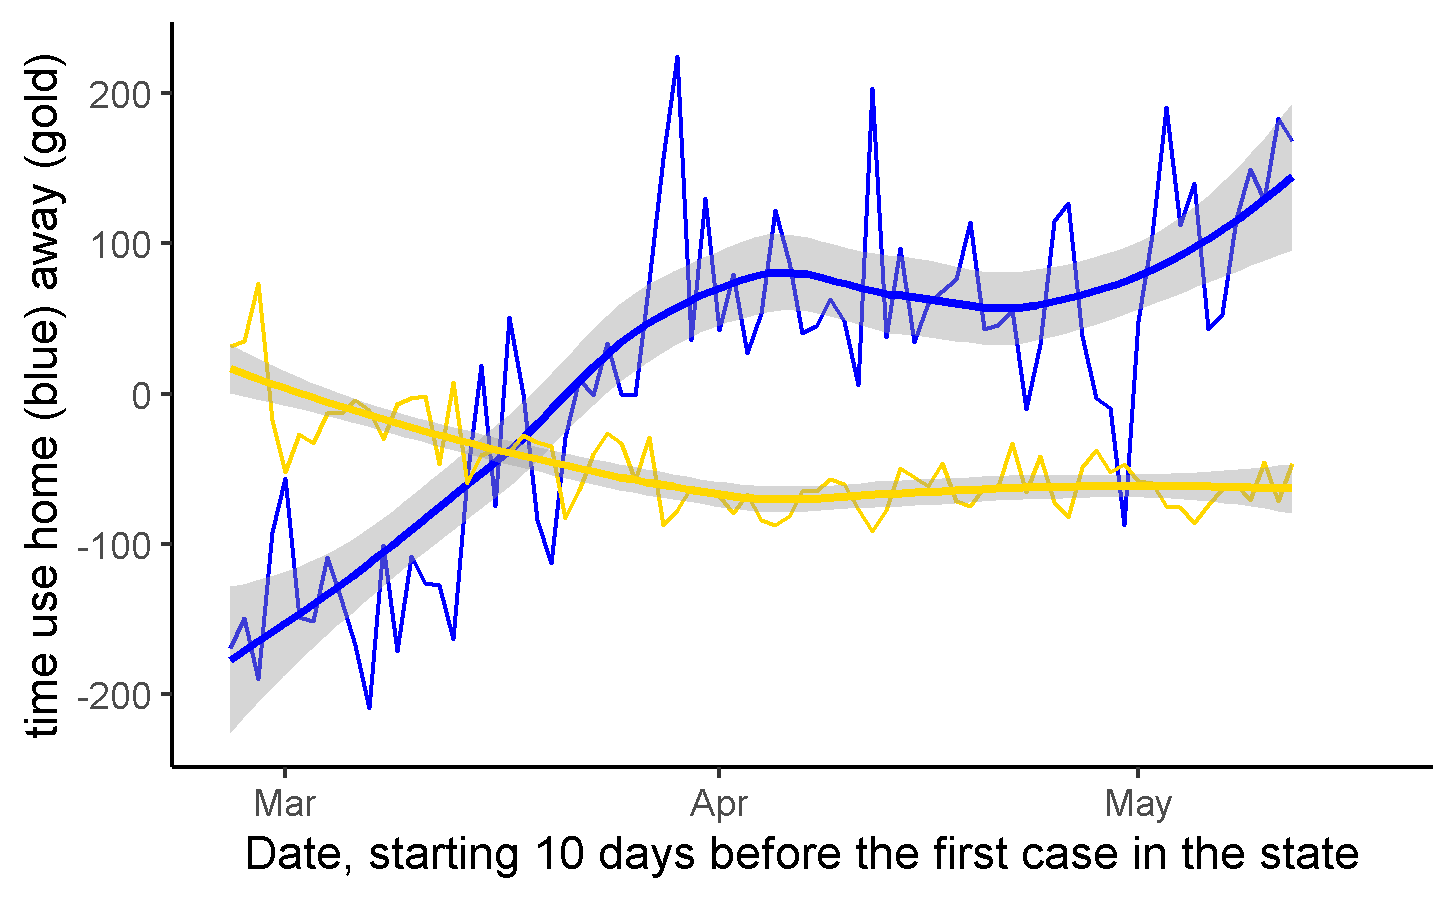 time use home (blue) away (gold)
200
100
0
-100
-200
Mar Apr May
Date, starting 10 days before the first case in the state